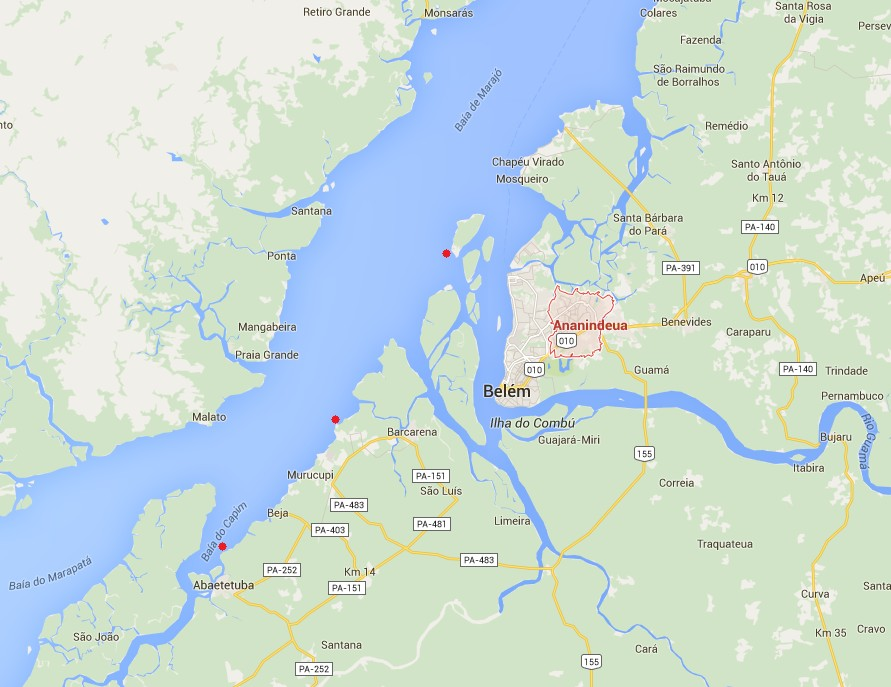 Mocajatuba
Retiro Grande
Monsarás
Colares
Santa Rosa
da Vigia
Fazenda
São Raimundo
de Borralhos
Baía de Marajó
Remédio
Chapéu Virado
Mosqueiro
Santo Antônio
do Tauá
Km 12
Santana
Santa Bárbara
do Pará
PA-140
Ponta
PA-391
010
Apeú
Mangabeira
Ananindeua
Benevides
Carapuru
010
Praia Grande
010
Guamá
PA-140
Trindade
Belém
Pernambuco
Malato
Ilha do Combú
Barcarena
Guajará-Miri
Bujaru
Rio Guamá
155
Itabira
Murucupi
PA-151
Correia
São Luís
PA-483
Beja
Limeira
PA-403
PA-481
Baía do Capim
Traquateua
PA-483
Baía do Marapatá
PA-252
Km 14
Abaetetuba
PA-151
Curva
São João
Km 35
Cravo
Santana
Cará
155
PA-252